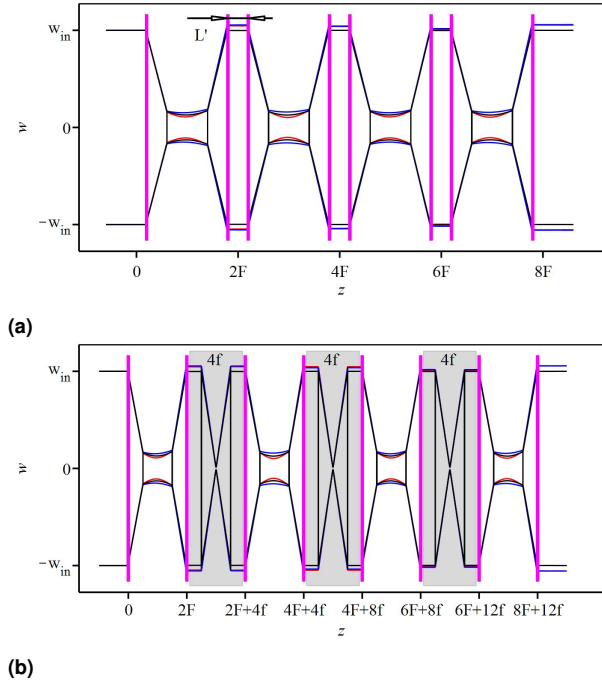 w_in
L'
0
w
−w_in
0 2F 4F 6F 8F
z
(a)
4f 4f 4f
w_in
0
w
−w_in
0 2F 2F+4f 4F+4f 4F+8f 6F+8f 6F+12f 8F+12f
z
(b)